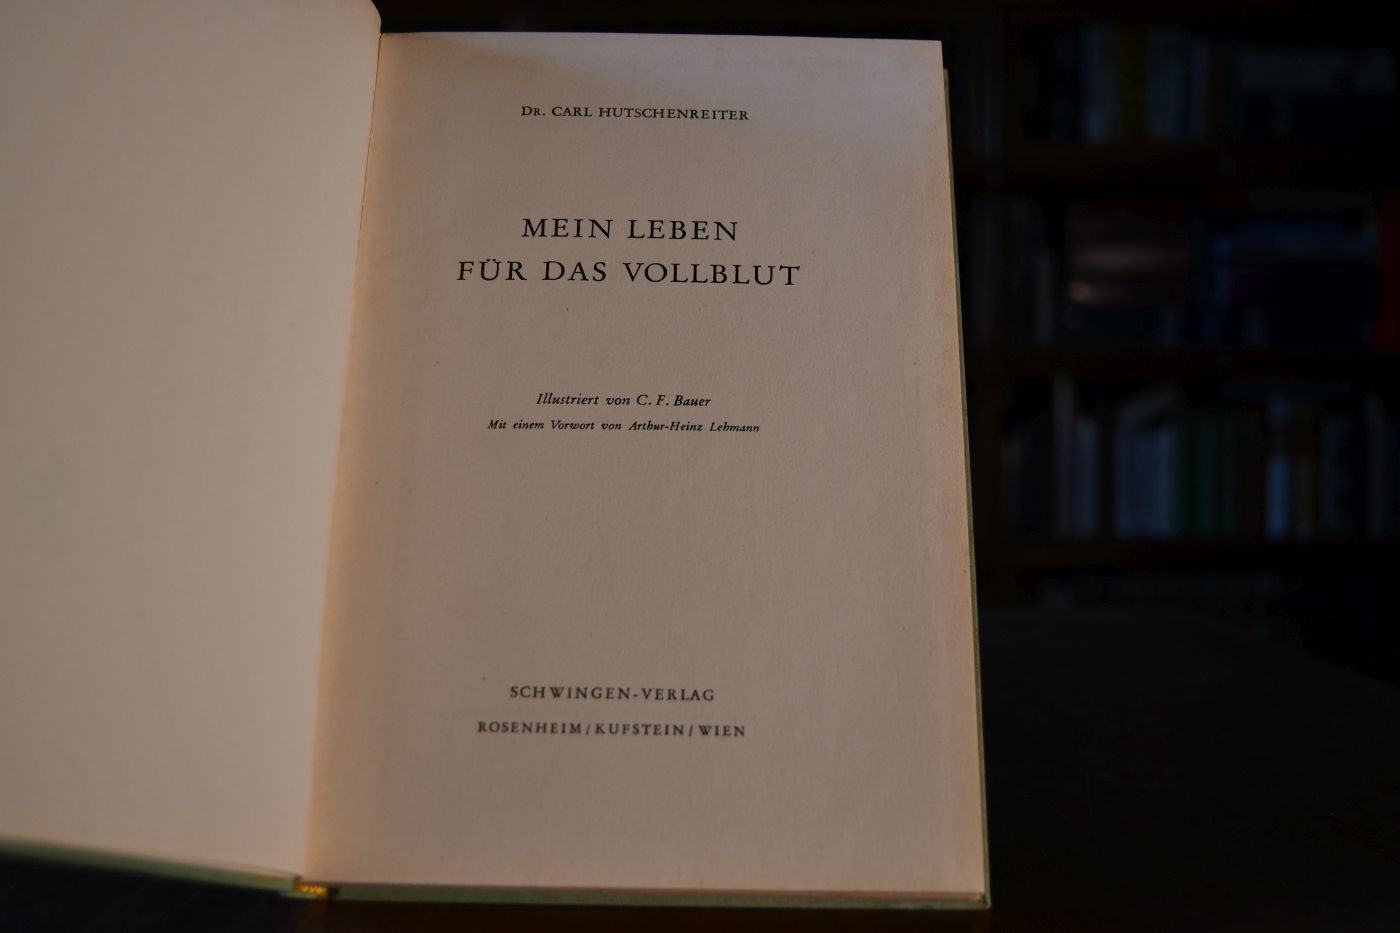 DR. CARL HUTSCHENREITER
MEIN LEBEN
FÜR DAS VOLLBLUT
Illustriert von C. F. Bauer
Mit einem Vorwort von Arthur-Heinz Lehmann
SCHWINGEN-VERLAG
ROSENHEIM/KUFSTEIN/WIEN